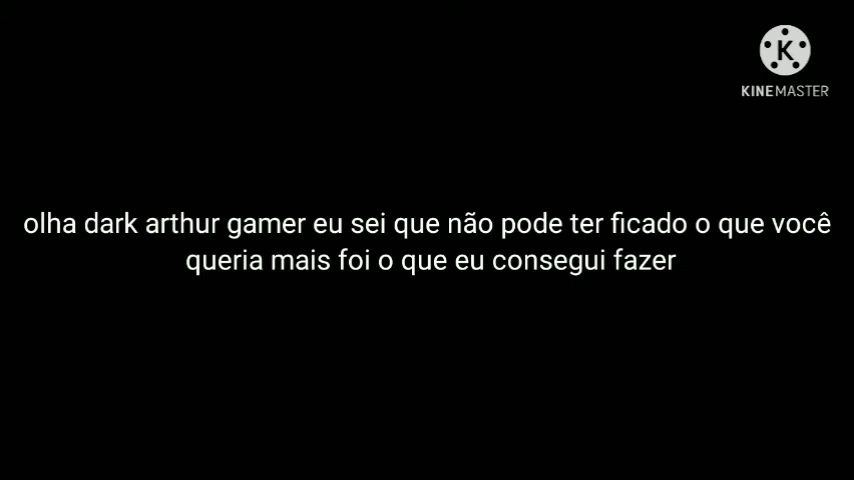 K
KINEMASTER
olha dark arthur gamer eu sei que não pode ter ficado o que você
queria mais foi o que eu consegui fazer